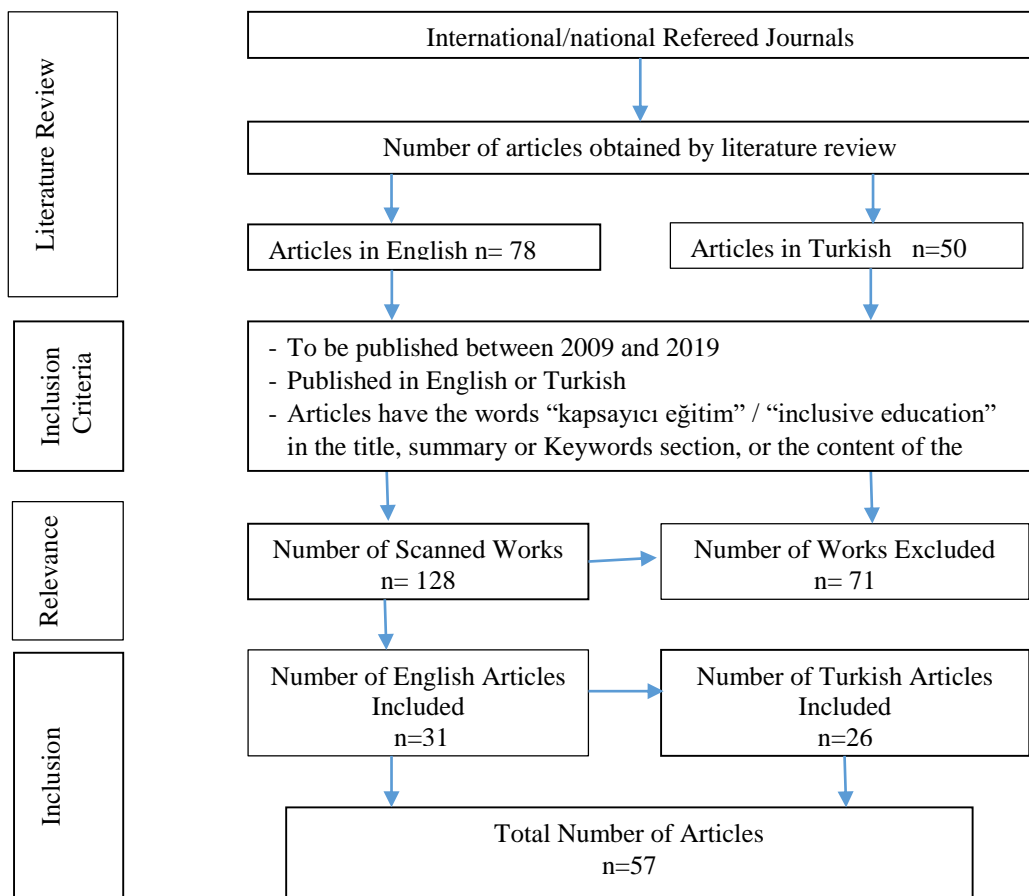 Literature Review
International/national Refereed Journals
Number of articles obtained by literature review
Articles in English n= 78
Articles in Turkish n=50
Inclusion
Criteria
- To be published between 2009 and 2019
- Published in English or Turkish
- Articles have the words “kapsayıcı eğitim” / “inclusive education”
in the title, summary or Keywords section, or the content of the
Relevance
Number of Scanned Works
n= 128
Number of Works Excluded
n= 71
Inclusion
Number of English Articles
Included
n=31
Number of Turkish Articles
Included
n=26
Total Number of Articles
n=57